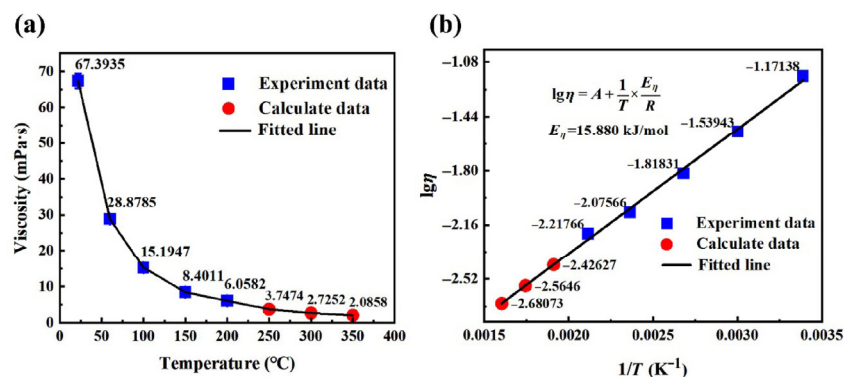 (a)
67.3935
28.8785
15.1947
8.4011
6.0582
3.7474
2.7252
2.0858
Experiment data
Calculate data
Fitted line
Viscosity (mPa·s)
70
60
50
40
30
20
10
0
0 50 100 150 200 250 300 350 400
Temperature (°C)
(b)
lgη = A + 1/T × Eη/R
Eη=15.880 kJ/mol
−1.17138
−1.53943
−1.81831
−2.07566
−2.21766
−2.42627
−2.5646
−2.68073
Experiment data
Calculate data
Fitted line
lgη
−1.08
−1.44
−1.80
−2.16
−2.52
0.0015 0.0020 0.0025 0.0030 0.0035
1/T (K⁻¹)